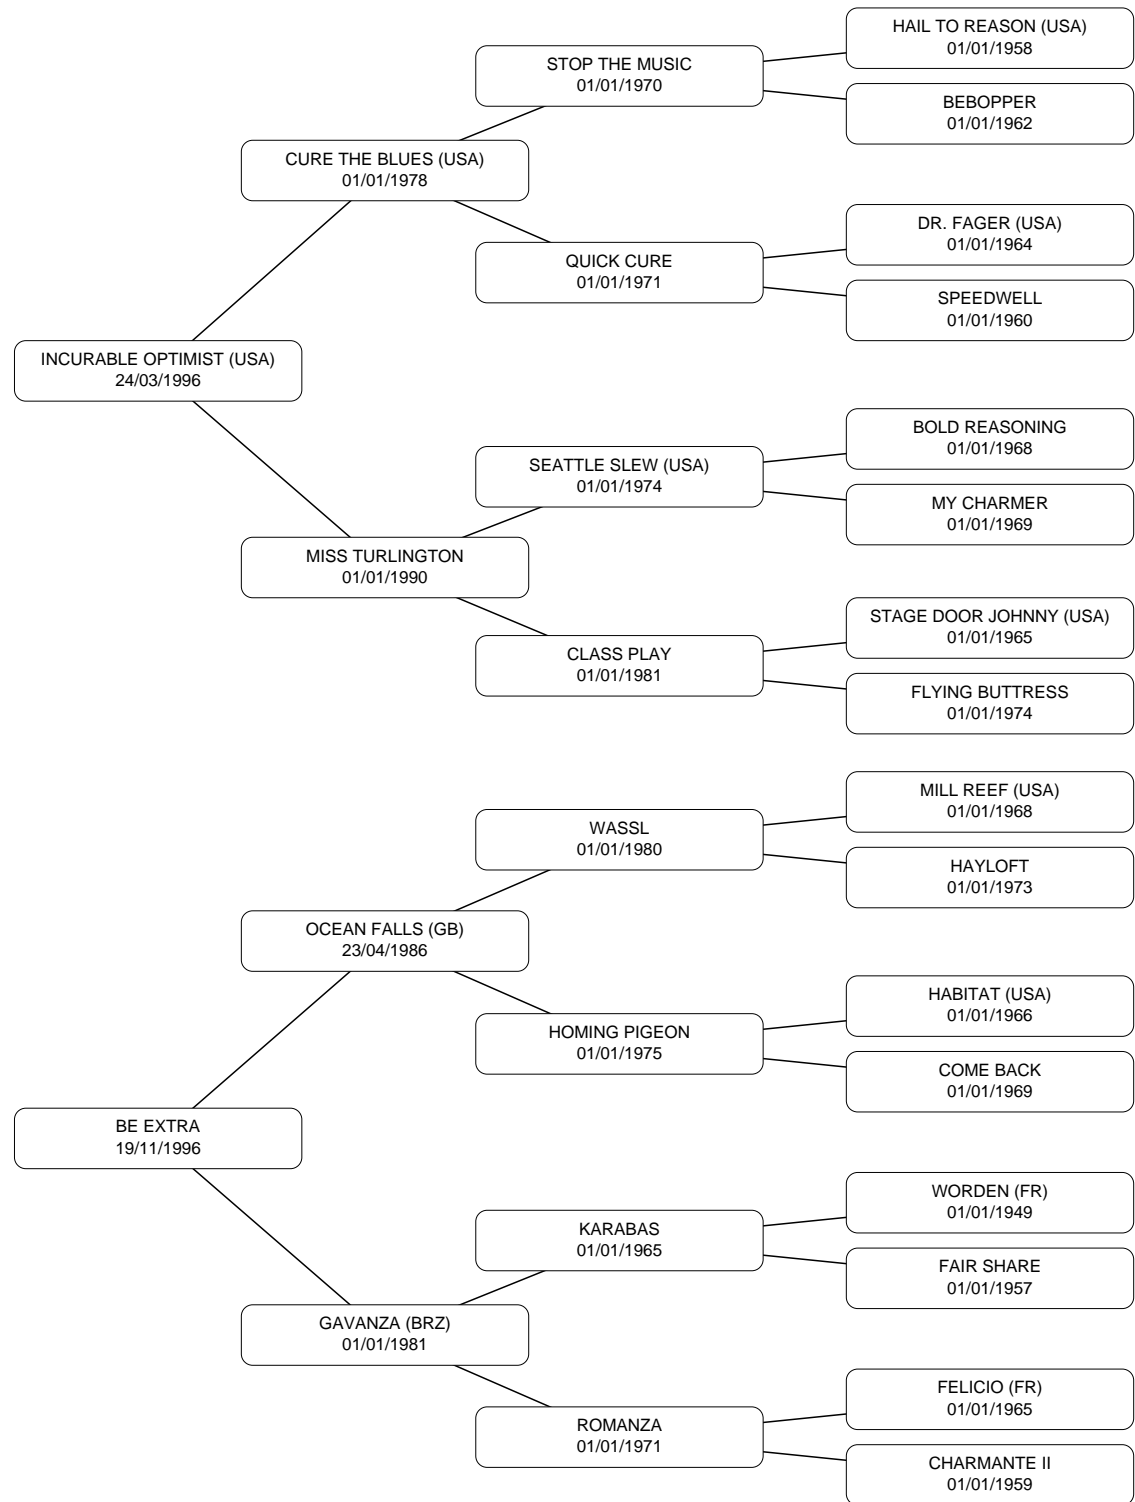 HAIL TO REASON (USA)
01/01/1958
STOP THE MUSIC
01/01/1970
BEBOPPER
01/01/1962
CURE THE BLUES (USA)
01/01/1978
DR. FAGER (USA)
01/01/1964
QUICK CURE
01/01/1971
SPEEDWELL
01/01/1960
INCURABLE OPTIMIST (USA)
24/03/1996
BOLD REASONING
01/01/1968
SEATTLE SLEW (USA)
01/01/1974
MY CHARMER
01/01/1969
MISS TURLINGTON
01/01/1990
STAGE DOOR JOHNNY (USA)
01/01/1965
CLASS PLAY
01/01/1981
FLYING BUTTRESS
01/01/1974
MILL REEF (USA)
01/01/1968
WASSL
01/01/1980
HAYLOFT
01/01/1973
OCEAN FALLS (GB)
23/04/1986
HABITAT (USA)
01/01/1966
HOMING PIGEON
01/01/1975
COME BACK
01/01/1969
BE EXTRA
19/11/1996
WORDEN (FR)
01/01/1949
KARABAS
01/01/1965
FAIR SHARE
01/01/1957
GAVANZA (BRZ)
01/01/1981
FELICIO (FR)
01/01/1965
ROMANZA
01/01/1971
CHARMANTE II
01/01/1959